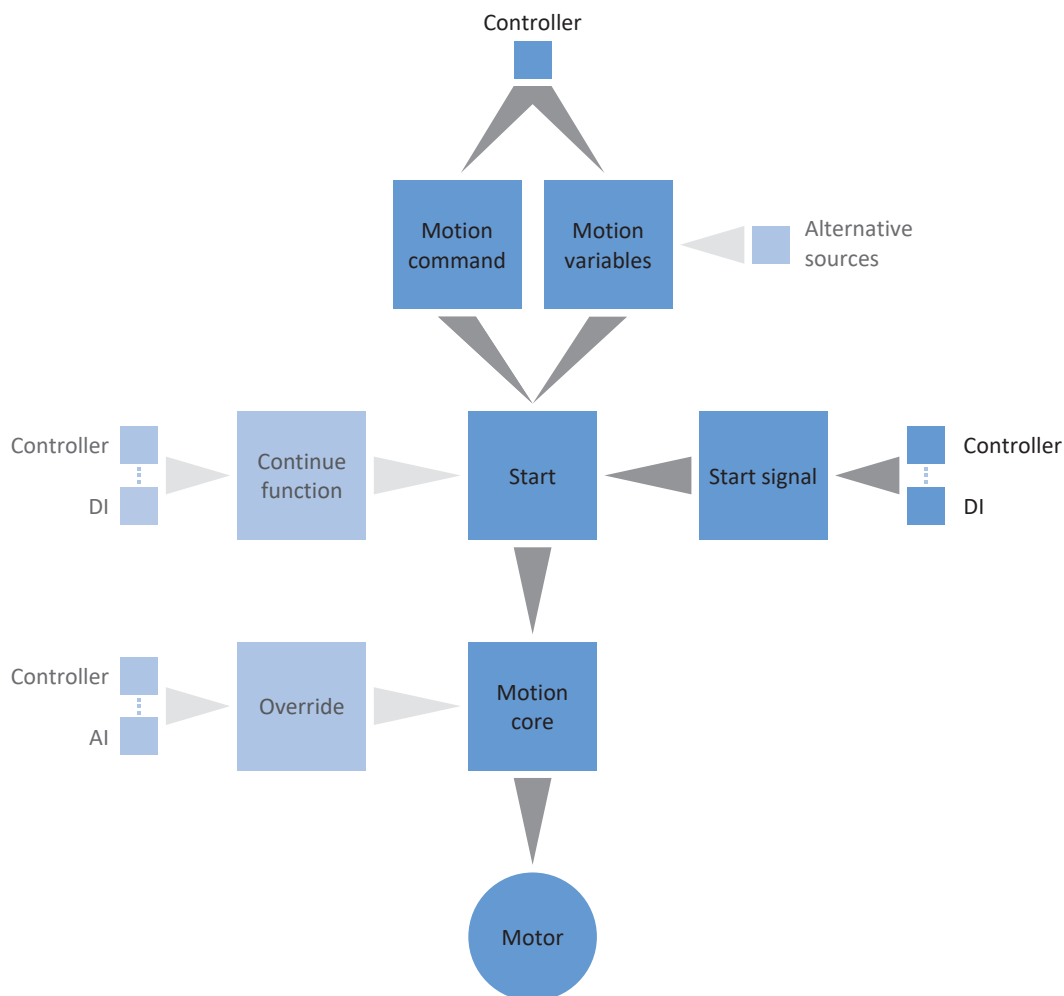 Controller
Motion
command
Motion
variables
Alternative
sources
Controller
DI
Continue
function
Start
Start signal
Controller
DI
Controller
AI
Override
Motion
core
Motor